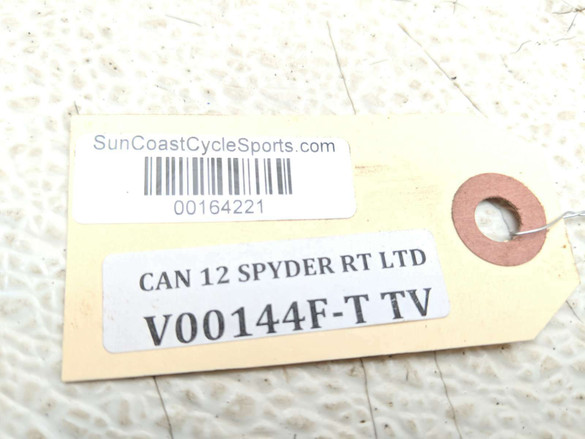 SunCoastCycleSports.com
00164221
CAN 12 SPYDER RT LTD
V00144F-T TV